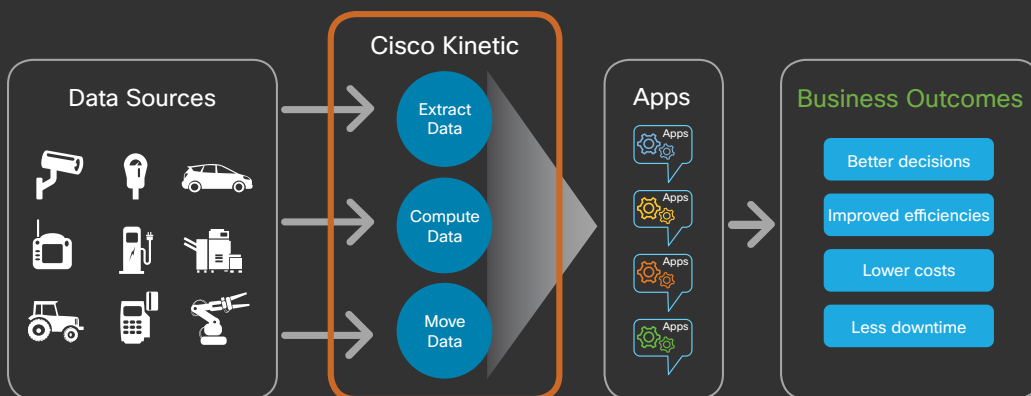 Cisco Kinetic
Data Sources
Extract
Data
Compute
Data
Move
Data
Apps
Apps
Apps
Apps
Apps
Business Outcomes
Better decisions
Improved efficiencies
Lower costs
Less downtime